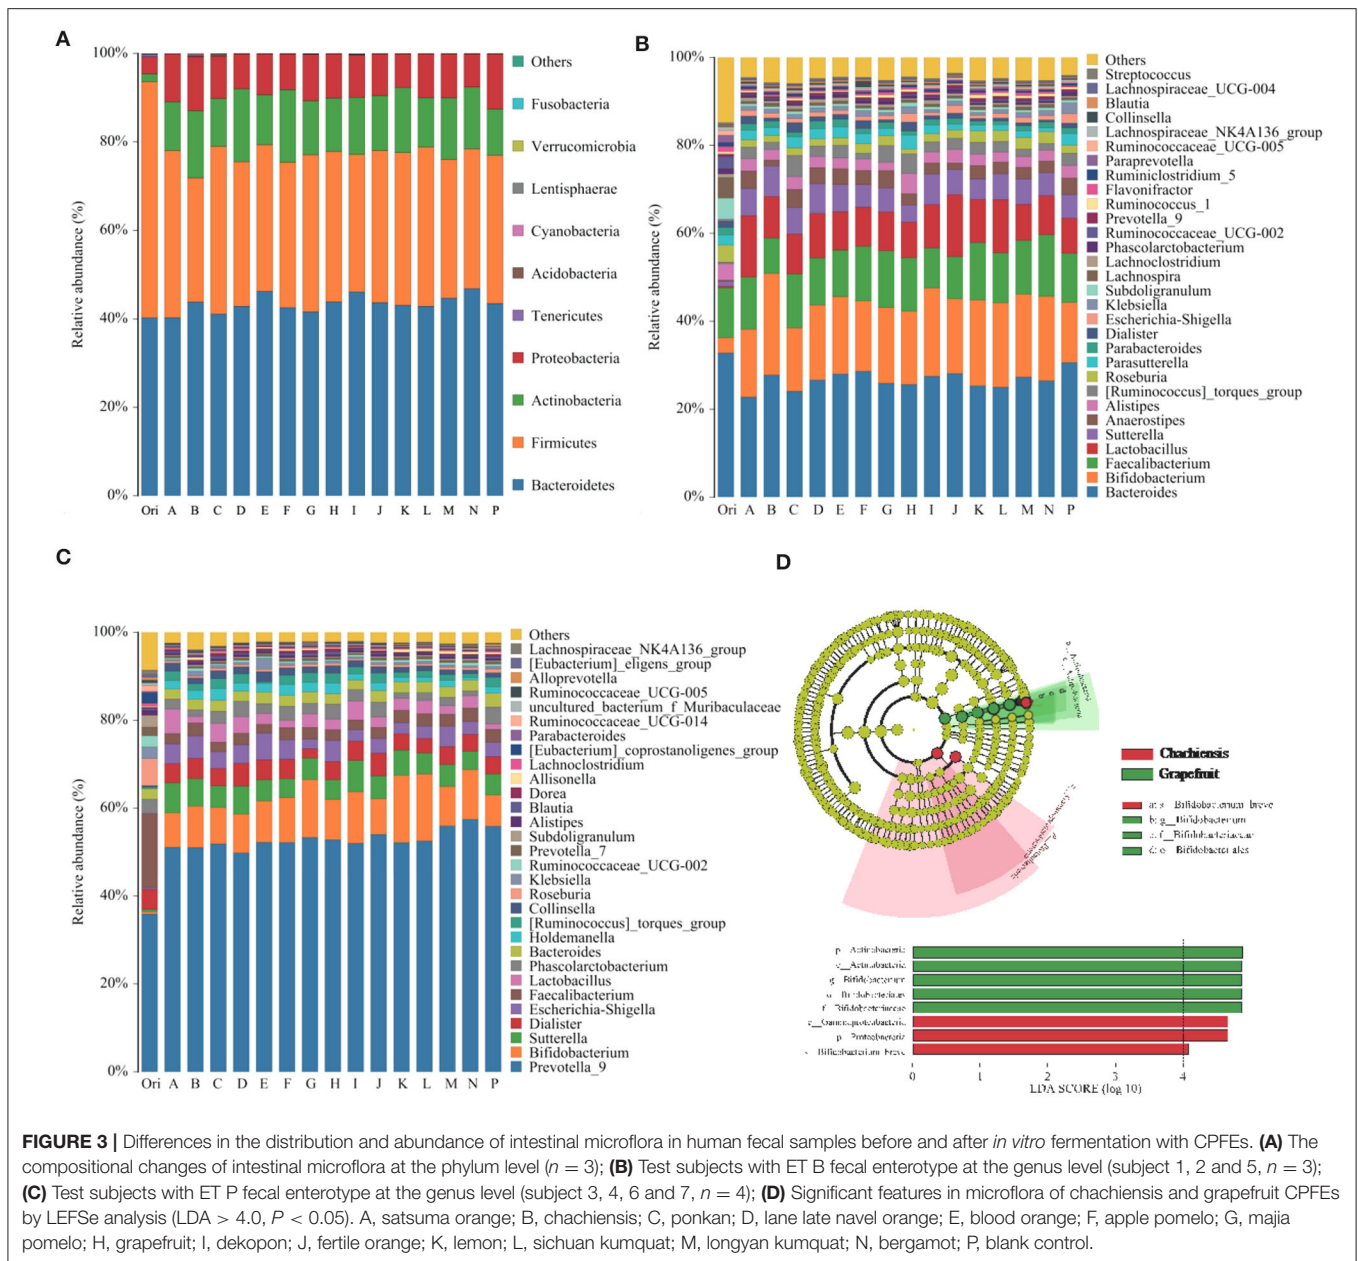 A
100%
80%
60%
40%
20%
0%
Relative abundance (%)
Ori A B C D E F G H I J K L M N P
Others
Fusobacteria
Verrucomicrobia
Lentisphaerae
Cyanobacteria
Acidobacteria
Tenericutes
Proteobacteria
Actinobacteria
Firmicutes
Bacteroidetes
B
100%
80%
60%
40%
20%
0%
Relative abundance (%)
Ori A B C D E F G H I J K L M N P
Others
Streptococcus
Lachnospiraceae_UCG-004
Blautia
Collinsella
Lachnospiraceae_NK4A136_group
Ruminococcaceae_UCG-005
Paraprevotella
Ruminiclostridium_5
Flavonifractor
Ruminococcus_1
Prevotella_9
Ruminococcaceae_UCG-002
Phascolarctobacterium
Lachnoclostridium
Lachnospira
Subdoligranulum
Klebsiella
Escherichia-Shigella
Dialister
Parabacteroides
Parasutterella
Roseburia
[Ruminococcus]_torques_group
Alistipes
Anaerostipes
Sutterella
Lactobacillus
Faecalibacterium
Bifidobacterium
Bacteroides
C
100%
80%
60%
40%
20%
0%
Relative abundance (%)
Ori A B C D E F G H I J K L M N P
Others
Lachnospiraceae_NK4A136_group
[Eubacterium]_eligens_group
Alloprevotella
Ruminococcaceae_UCG-005
uncultured_bacterium_f_Muribaculaceae
Ruminococcaceae_UCG-014
Parabacteroides
[Eubacterium]_coprostanoligenes_group
Lachnoclostridium
Allisonella
Dorea
Blautia
Alistipes
Subdoligranulum
Prevotella_7
Ruminococcaceae_UCG-002
Klebsiella
Roseburia
Collinsella
[Ruminococcus]_torques_group
Holdemanella
Bacteroides
Phascolarctobacterium
Lactobacillus
Faecalibacterium
Escherichia-Shigella
Dialister
Sutterella
Bifidobacterium
Prevotella_9
D
Chachiensis
Grapefruit
a: s__Bifidobacterium_breve
b: g__Bifidobacterium
c: f__Bifidobacteriaceae
d: o__Bifidobacteriales
p__Actinobacteria
c__Actinobacteria
g__Bifidobacterium
o__Bifidobacteriales
f__Bifidobacteriaceae
c__Gammaproteobacteria
p__Proteobacteria
s__Bifidobacterium_breve
0 1 2 3 4
LDA SCORE (log 10)
FIGURE 3 | Differences in the distribution and abundance of intestinal microflora in human fecal samples before and after in vitro fermentation with CPFEs. (A) The
compositional changes of intestinal microflora at the phylum level (n = 3); (B) Test subjects with ET B fecal enterotype at the genus level (subject 1, 2 and 5, n = 3);
(C) Test subjects with ET P fecal enterotype at the genus level (subject 3, 4, 6 and 7, n = 4); (D) Significant features in microflora of chachiensis and grapefruit CPFEs
by LEFSe analysis (LDA > 4.0, P < 0.05). A, satsuma orange; B, chachiensis; C, ponkan; D, lane late navel orange; E, blood orange; F, apple pomelo; G, majia
pomelo; H, grapefruit; I, dekopon; J, fertile orange; K, lemon; L, sichuan kumquat; M, longyan kumquat; N, bergamot; P, blank control.